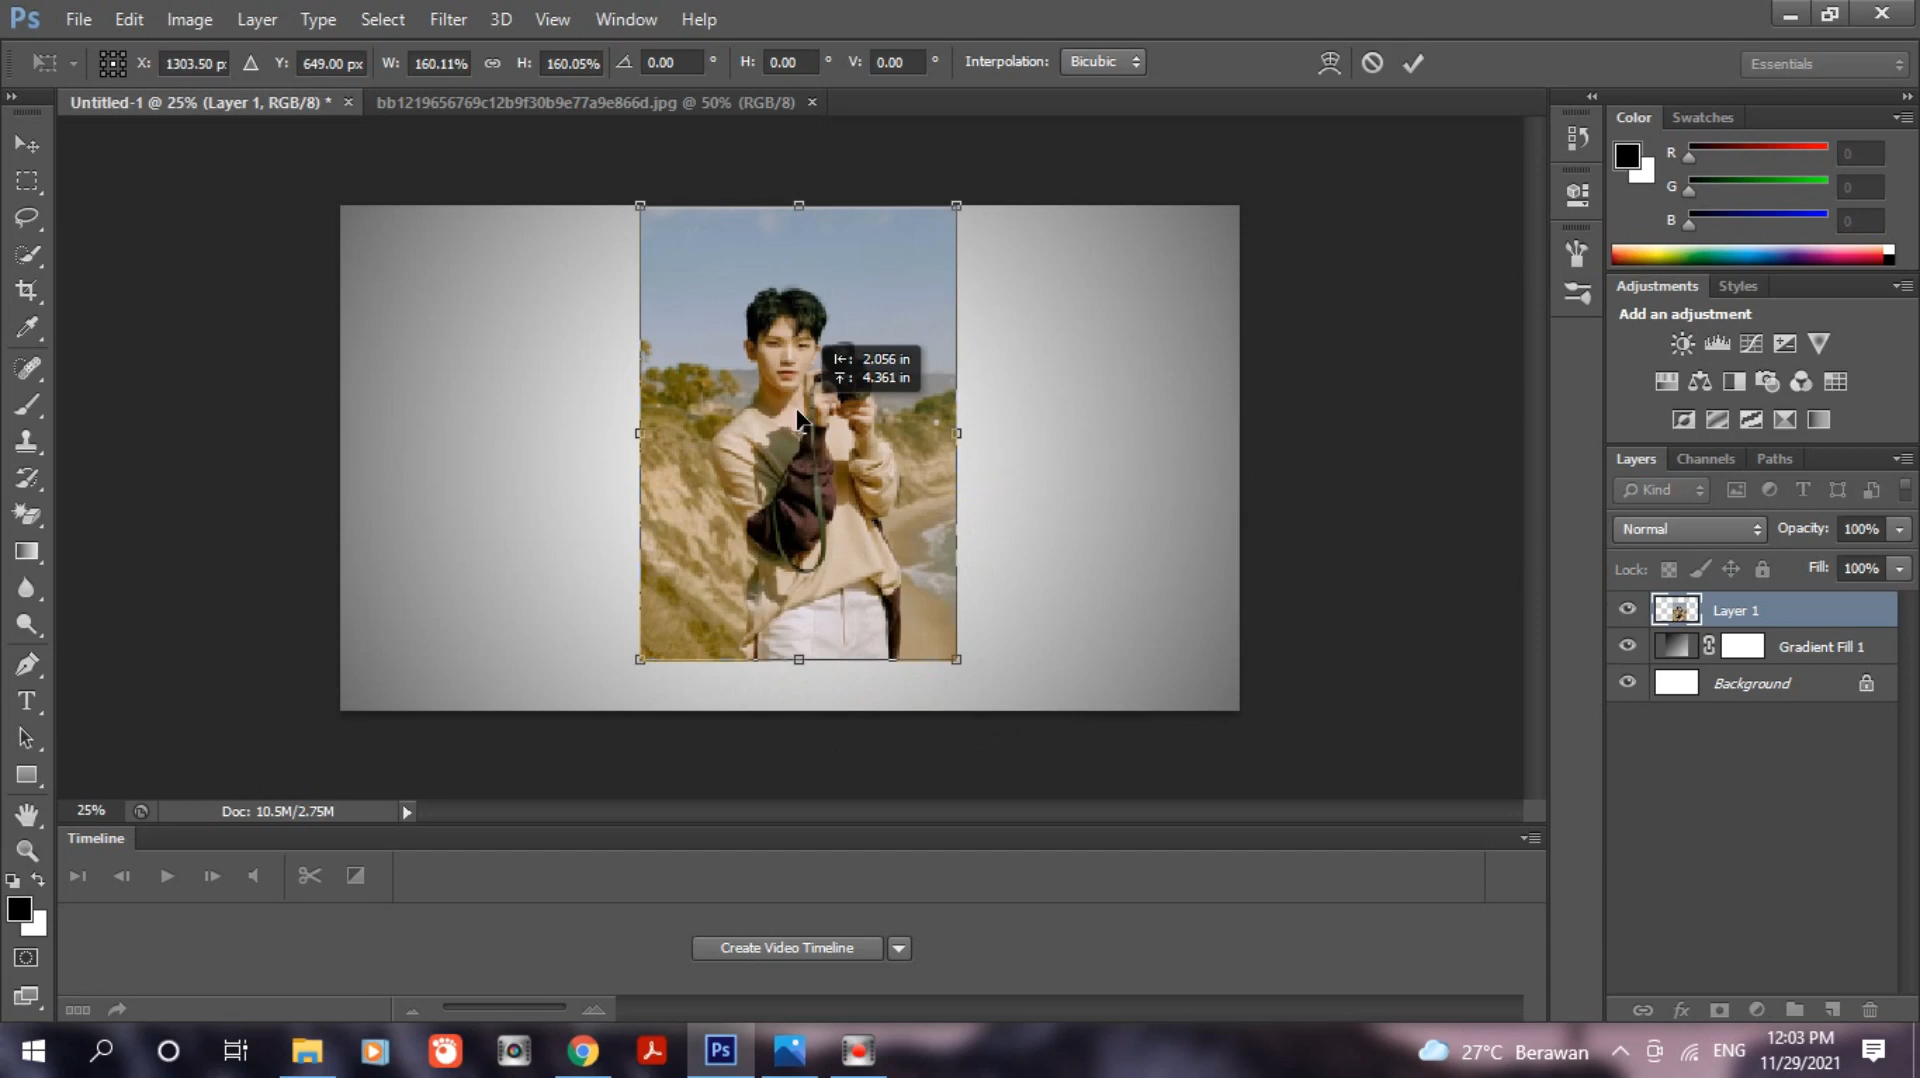 Ps File Edit Image Layer Type Select Filter 3D View Window Help
X: 1303.50 p: Y: 649.00 px W: 160.11% H: 160.05% 0.00 ° H: 0.00 ° V: 0.00 ° Interpolation: Bicubic Essentials
Untitled-1 @ 25% (Layer 1, RGB/8) * × bb1219656769c12b9f30b9e77a9e866d.jpg @ 50% (RGB/8) ×
Color Swatches
R 0
G 0
B 0
Adjustments Styles
Add an adjustment
2.056 in
4.361 in
Layers Channels Paths
Kind
Normal Opacity: 100%
Lock: Fill: 100%
Layer 1
Gradient Fill 1
Background
25% Doc: 10.5M/2.75M
Timeline
Create Video Timeline
Ps 27°C Berawan ENG 12:03 PM
11/29/2021